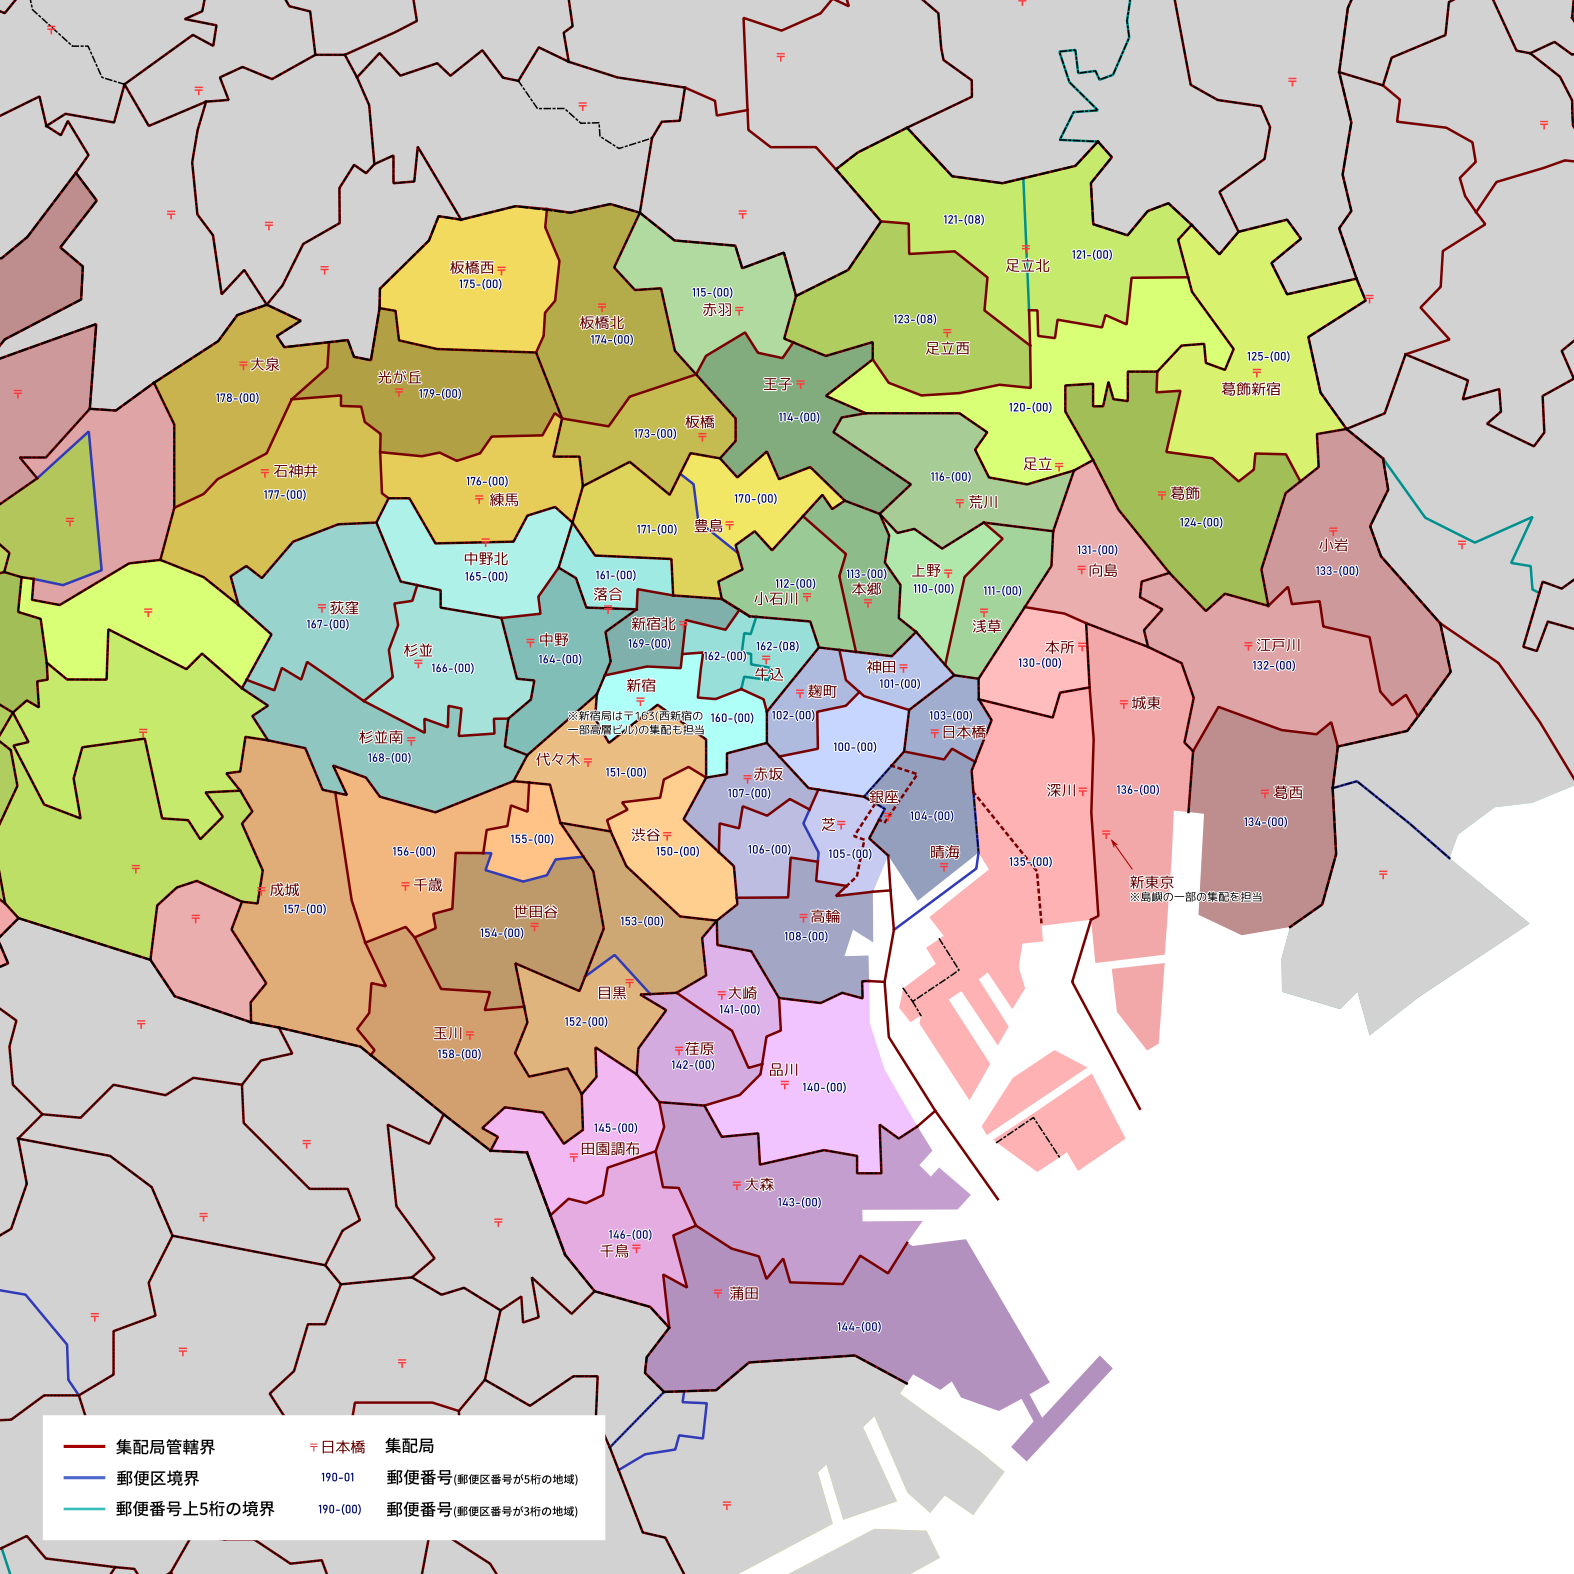 121-(08)
足立北
121-(00)
板橋西
175-(00)
板橋北
174-(00)
115-(00)
赤羽
123-(08)
足立西
125-(00)
葛飾新宿
大泉
178-(00)
光が丘
179-(00)
王子
114-(00)
120-(00)
足立
板橋
173-(00)
石神井
177-(00)
176-(00)
練馬
170-(00)
豊島
171-(00)
116-(00)
荒川
葛飾
124-(00)
小岩
133-(00)
131-(00)
向島
中野北
165-(00)
161-(00)
落合
112-(00)
小石川
113-(00)
本郷
上野
110-(00)
111-(00)
浅草
荻窪
167-(00)
杉並
166-(00)
中野
164-(00)
新宿北
169-(00)
162-(00)
162-(08)
牛込
本所
130-(00)
江戸川
132-(00)
新宿
※新宿局は〒163(西新宿の
一部高層ビル)の集配も担当
160-(00)
麹町
102-(00)
神田
101-(00)
103-(00)
日本橋
100-(00)
城東
杉並南
168-(00)
代々木
151-(00)
赤坂
107-(00)
銀座
104-(00)
晴海
深川
136-(00)
葛西
134-(00)
155-(00)
156-(00)
千歳
渋谷
150-(00)
106-(00)
芝
105-(00)
135-(00)
新東京
※島嶼の一部の集配を担当
成城
157-(00)
世田谷
154-(00)
153-(00)
高輪
108-(00)
目黒
152-(00)
大崎
141-(00)
玉川
158-(00)
荏原
142-(00)
品川
140-(00)
145-(00)
田園調布
大森
143-(00)
146-(00)
千鳥
蒲田
144-(00)
集配局管轄界
〒日本橋 集配局
郵便区境界
190-01 郵便番号(郵便区番号が5桁の地域)
郵便番号上5桁の境界
190-(00) 郵便番号(郵便区番号が3桁の地域)